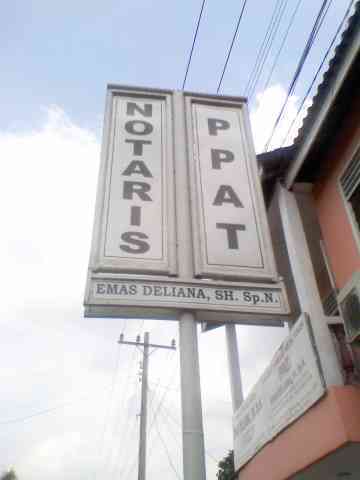 NOTARIS
PPAT
EMAS DELIANA, SH. Sp.N.